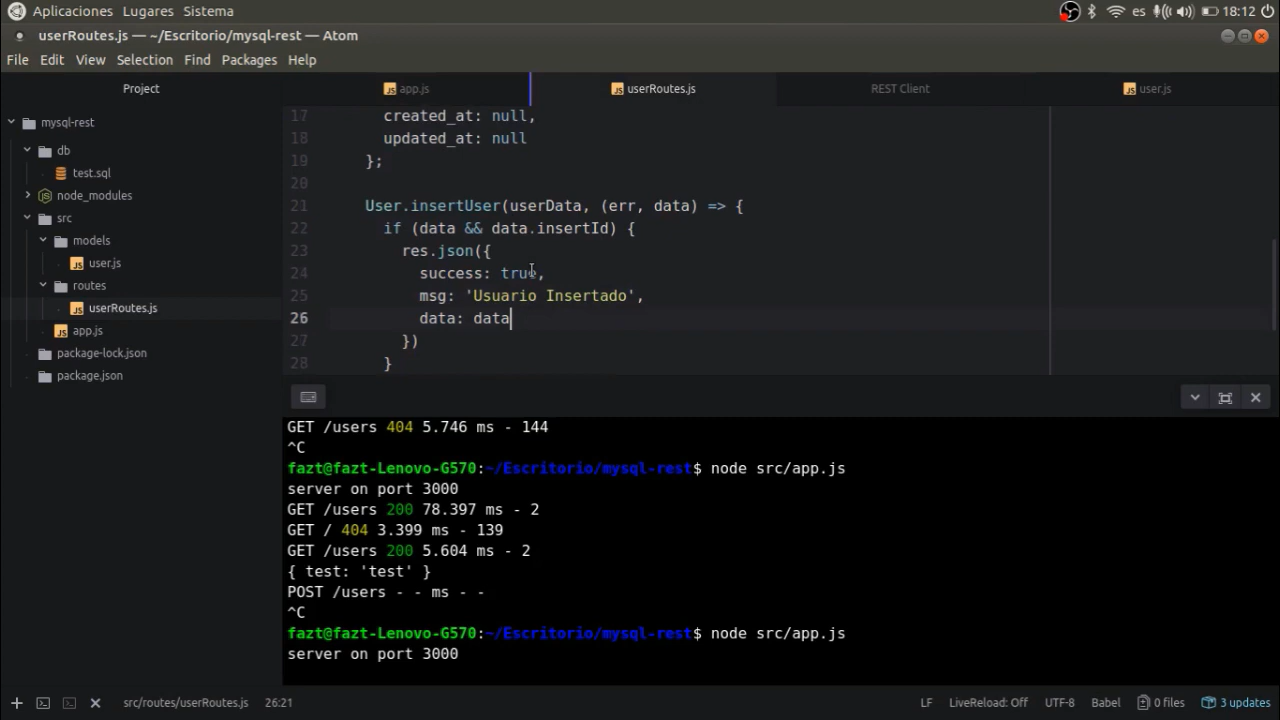 Aplicaciones Lugares Sistema es 18:12
userRoutes.js — ~/Escritorio/mysql-rest — Atom
File Edit View Selection Find Packages Help
Project app.js userRoutes.js REST Client user.js
mysql-rest
db
test.sql
node_modules
src
models
user.js
routes
userRoutes.js
app.js
package-lock.json
package.json
17 created_at: null,
18 updated_at: null
19 };
20
21 User.insertUser(userData, (err, data) => {
22 if (data && data.insertId) {
23 res.json({
24 success: true,
25 msg: 'Usuario Insertado',
26 data: data
27 })
28 }
GET /users 404 5.746 ms - 144
^C
fazt@fazt-Lenovo-G570:~/Escritorio/mysql-rest$ node src/app.js
server on port 3000
GET /users 200 78.397 ms - 2
GET / 404 3.399 ms - 139
GET /users 200 5.604 ms - 2
{ test: 'test' }
POST /users - - ms - -
^C
fazt@fazt-Lenovo-G570:~/Escritorio/mysql-rest$ node src/app.js
server on port 3000
src/routes/userRoutes.js 26:21 LF LiveReload: Off UTF-8 Babel 0 files 3 updates